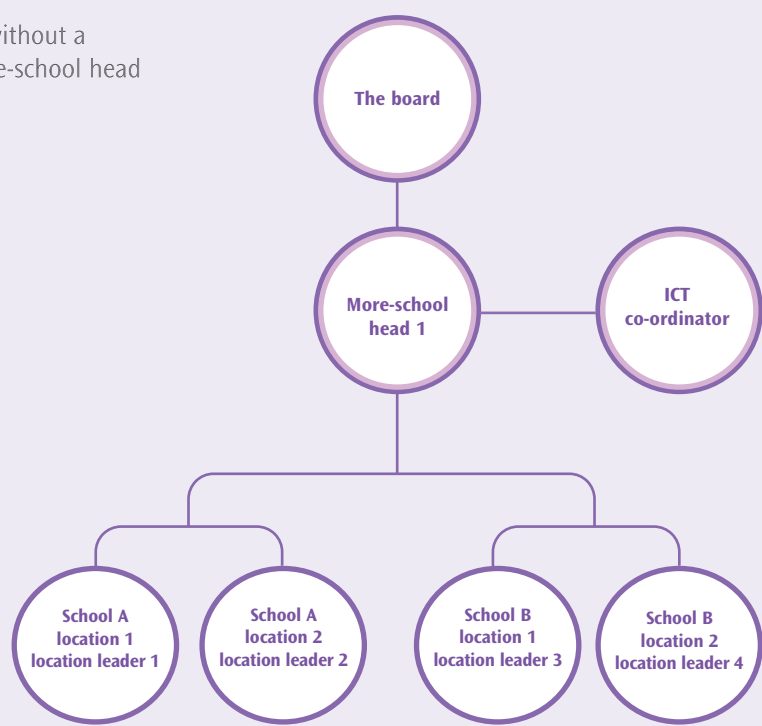 without a
e-school head
The board
More-school
head 1
ICT
co-ordinator
School A
location 1
location leader 1
School A
location 2
location leader 2
School B
location 1
location leader 3
School B
location 2
location leader 4